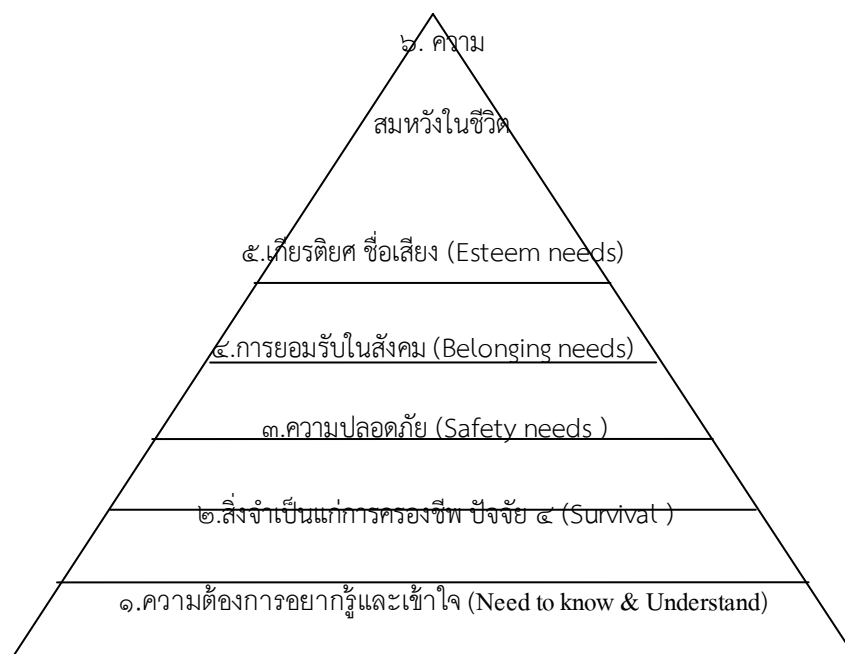 ๖. ความ
สมหวังในชีวิต
๕.เกียรติยศ ชื่อเสียง (Esteem needs)
๔.การยอมรับในสังคม (Belonging needs)
๓.ความปลอดภัย (Safety needs )
๒.สิ่งจำเป็นแก่การครองชีพ ปัจจัย ๔ (Survival )
๑.ความต้องการอยากรู้และเข้าใจ (Need to know & Understand)